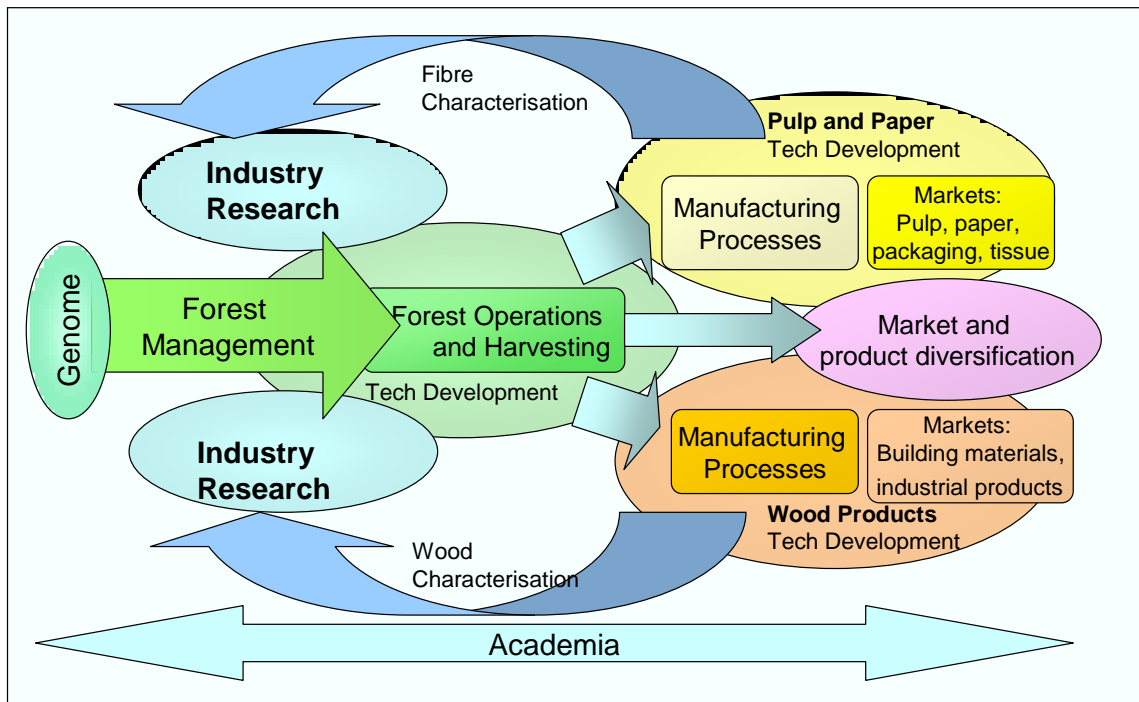 Fibre
Characterisation
Pulp and Paper
Tech Development
Industry
Research
Manufacturing
Processes
Markets:
Pulp, paper,
packaging, tissue
Genome
Forest
Management
Forest Operations
and Harvesting
Tech Development
Market and
product diversification
Industry
Research
Manufacturing
Processes
Markets:
Building materials,
industrial products
Wood Products
Tech Development
Wood
Characterisation
Academia